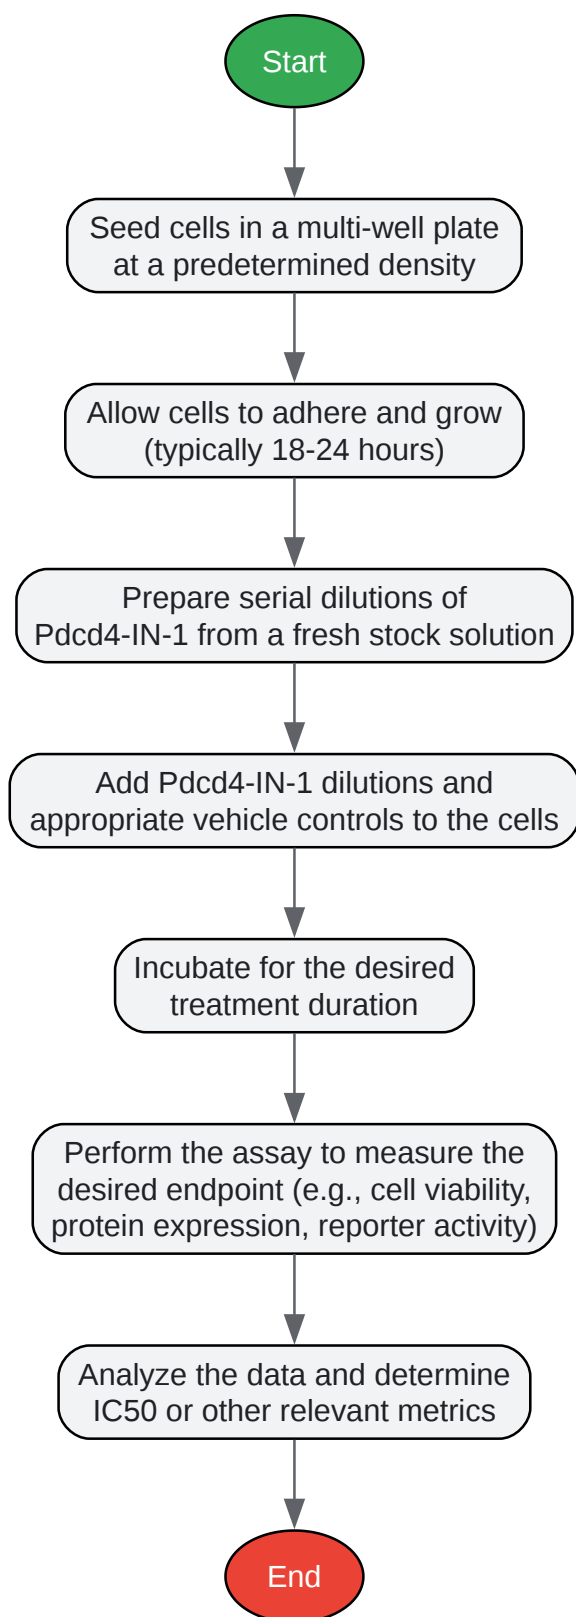 Start
Seed cells in a multi-well plate
at a predetermined density
Allow cells to adhere and grow
(typically 18-24 hours)
Prepare serial dilutions of
Pdcd4-IN-1 from a fresh stock solution
Add Pdcd4-IN-1 dilutions and
appropriate vehicle controls to the cells
Incubate for the desired
treatment duration
Perform the assay to measure the
desired endpoint (e.g., cell viability,
protein expression, reporter activity)
Analyze the data and determine
IC50 or other relevant metrics
End